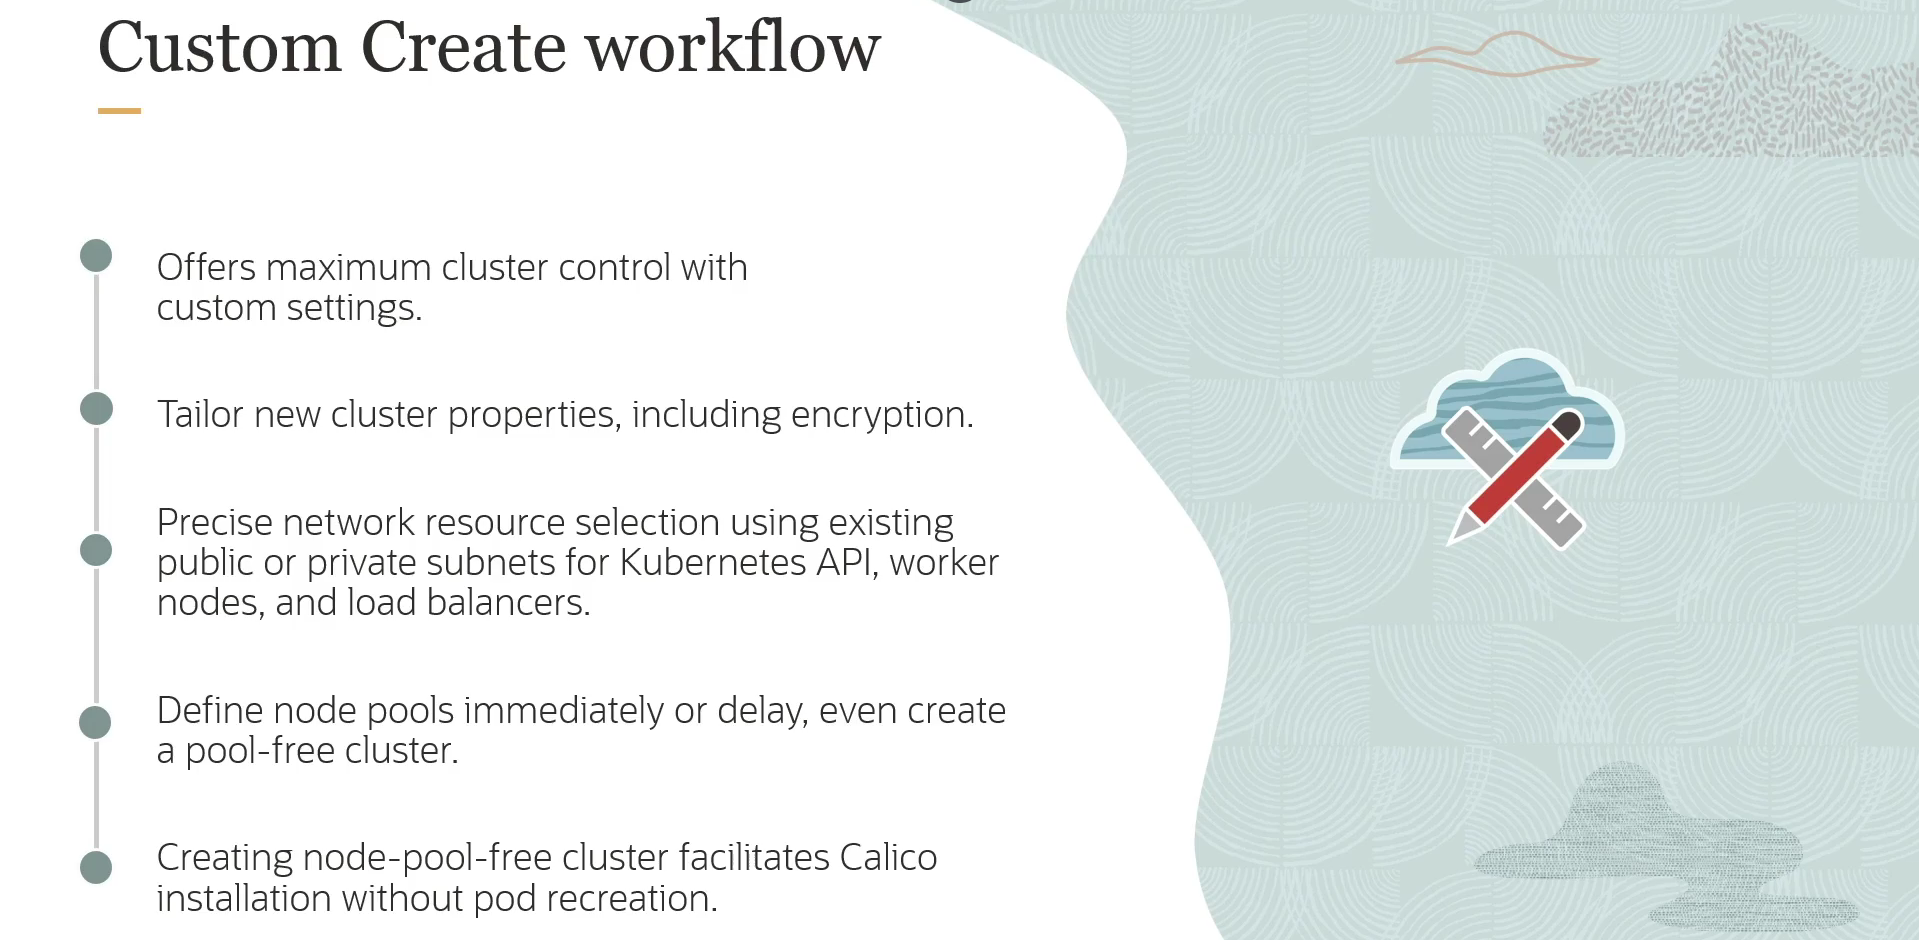 Custom Create workflow
Offers maximum cluster control with
custom settings.
Tailor new cluster properties, including encryption.
Precise network resource selection using existing
public or private subnets for Kubernetes API, worker
nodes, and load balancers.
Define node pools immediately or delay, even create
a pool-free cluster.
Creating node-pool-free cluster facilitates Calico
installation without pod recreation.